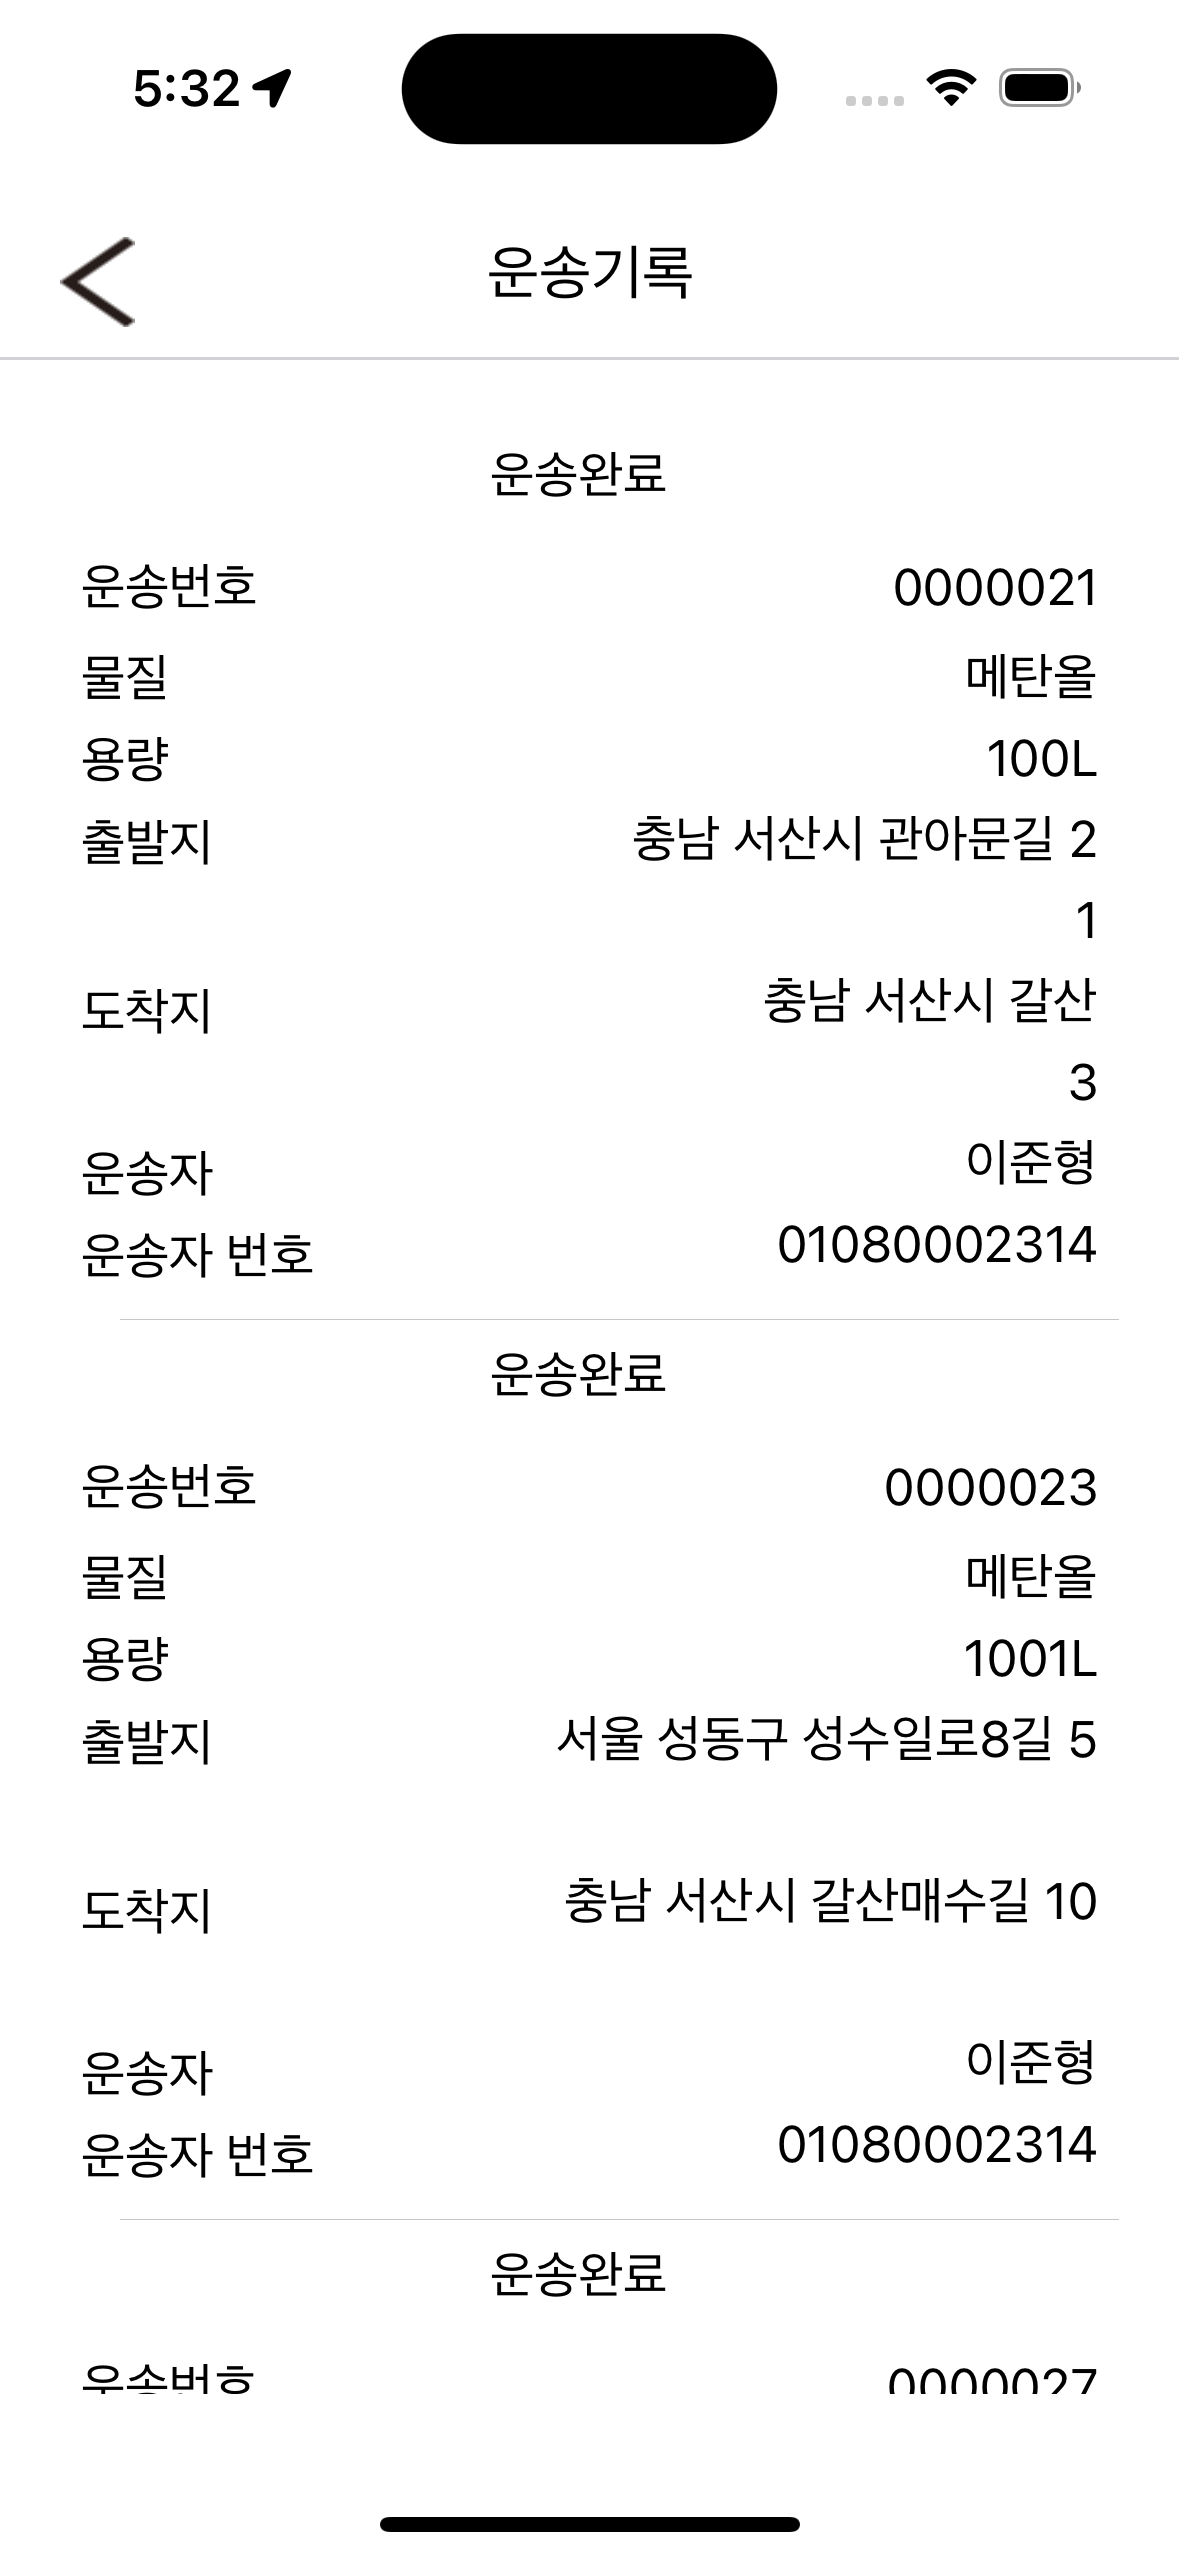 5:32
운송기록
운송완료
운송번호 0000021
물질 메탄올
용량 100L
출발지 충남 서산시 관아문길 2
1
도착지 충남 서산시 갈산
3
운송자 이준형
운송자 번호 01080002314
운송완료
운송번호 0000023
물질 메탄올
용량 1001L
출발지 서울 성동구 성수일로8길 5
도착지 충남 서산시 갈산매수길 10
운송자 이준형
운송자 번호 01080002314
운송완료
운송번호 0000027